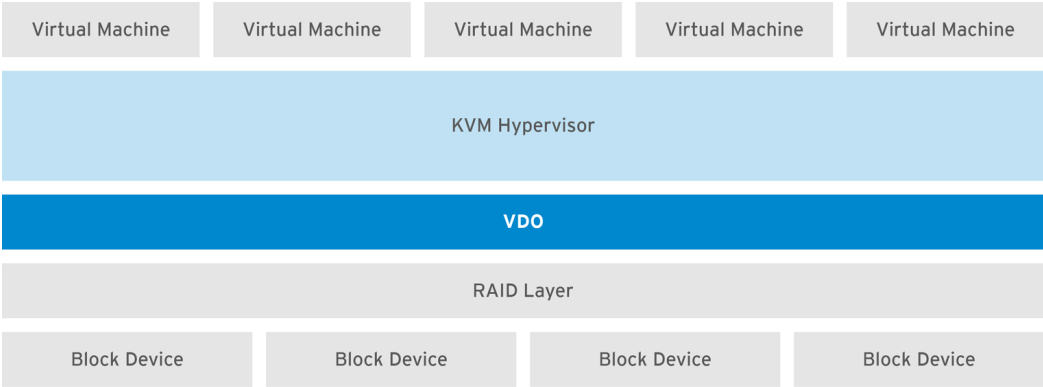 Virtual Machine Virtual Machine Virtual Machine Virtual Machine Virtual Machine
KVM Hypervisor
VDO
RAID Layer
Block Device Block Device Block Device Block Device